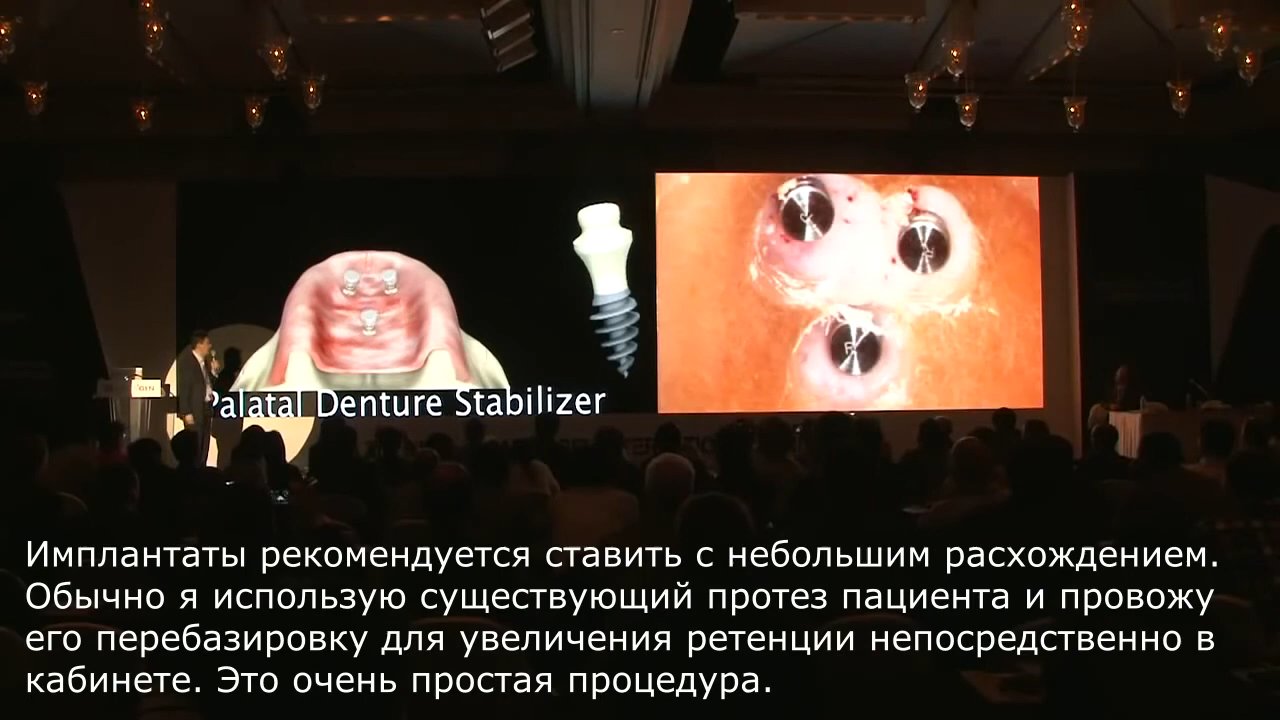 Palatal Denture Stabilizer
Имплантаты рекомендуется ставить с небольшим расхождением.
Обычно я использую существующий протез пациента и провожу
его перебазировку для увеличения ретенции непосредственно в
кабинете. Это очень простая процедура.